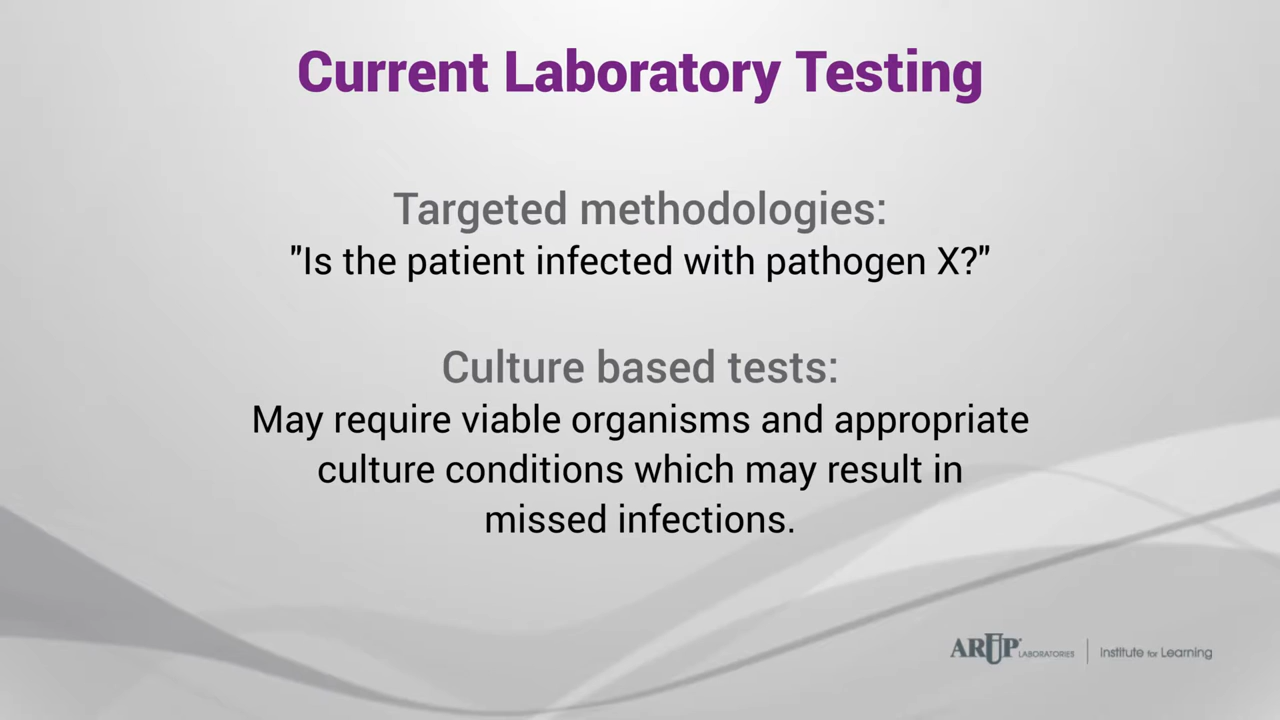 Current Laboratory Testing
Targeted methodologies:
"Is the patient infected with pathogen X?"
Culture based tests:
May require viable organisms and appropriate
culture conditions which may result in
missed infections.
ARUP LABORATORIES | Institute for Learning